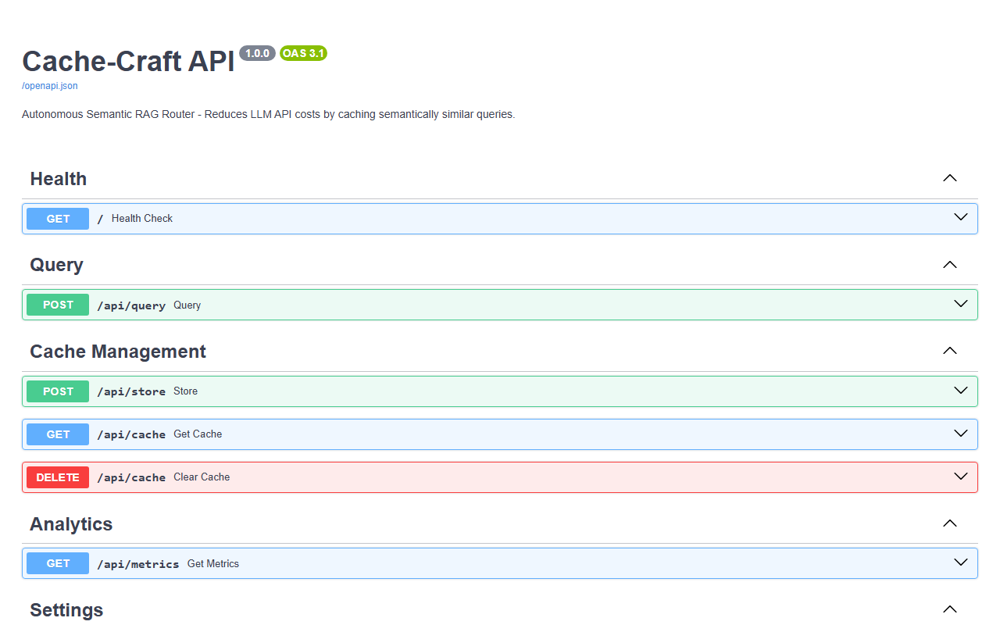 Cache-Craft API 1.0.0 OAS 3.1
/openapi.json
Autonomous Semantic RAG Router - Reduces LLM API costs by caching semantically similar queries.
Health
GET / Health Check
Query
POST /api/query Query
Cache Management
POST /api/store Store
GET /api/cache Get Cache
DELETE /api/cache Clear Cache
Analytics
GET /api/metrics Get Metrics
Settings